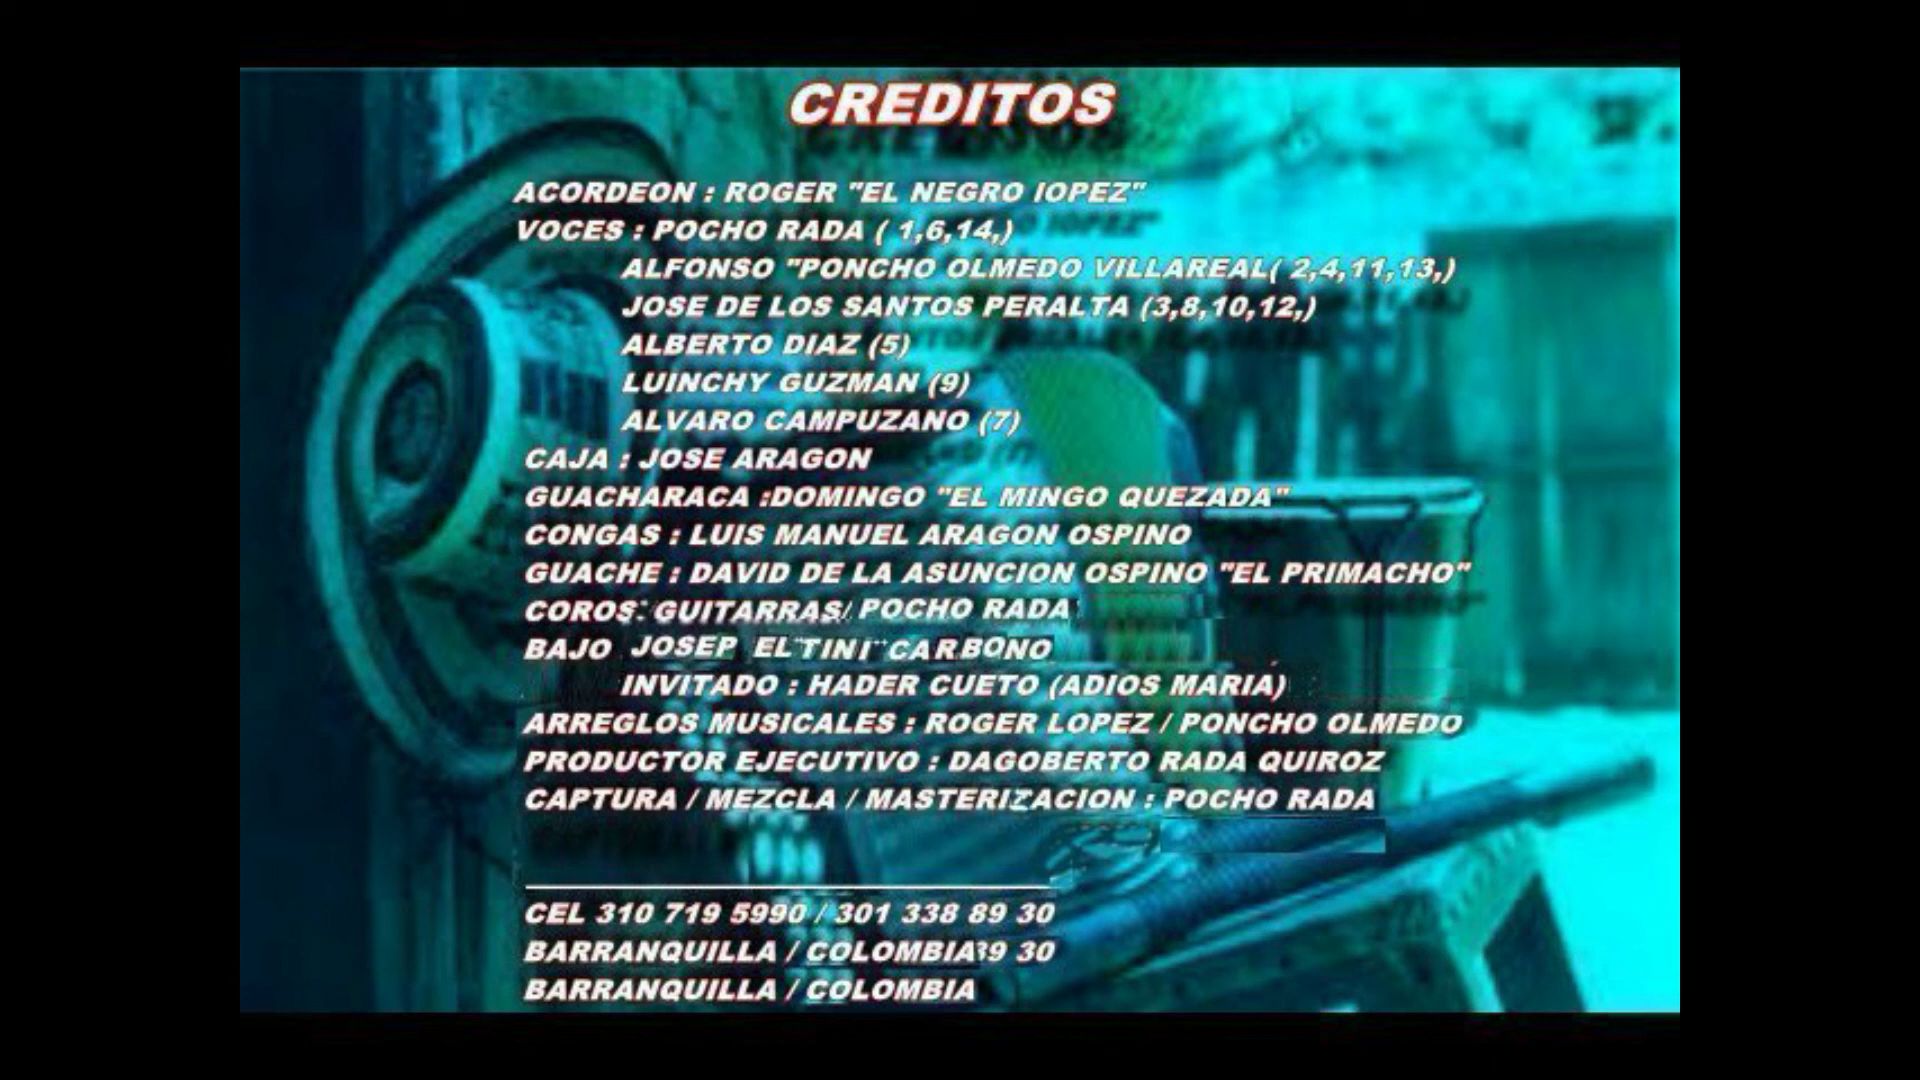 CREDITOS
ACORDEON : ROGER "EL NEGRO lOPEZ"
VOCES : POCHO RADA ( 1,6,14,)
ALFONSO "PONCHO OLMEDO VILLAREAL( 2,4,11,13,)
JOSE DE LOS SANTOS PERALTA (3,8,10,12,)
ALBERTO DIAZ (5)
LUINCHY GUZMAN (9)
ALVARO CAMPUZANO (7)
CAJA : JOSE ARAGON
GUACHARACA :DOMINGO "EL MINGO QUEZADA"
CONGAS : LUIS MANUEL ARAGON OSPINO
GUACHE : DAVID DE LA ASUNCION OSPINO "EL PRIMACHO"
COROS: GUITARRAS/ POCHO RADA
BAJO JOSEP EL"TINI"CARBONO
INVITADO : HADER CUETO (ADIOS MARIA)
ARREGLOS MUSICALES : ROGER LOPEZ / PONCHO OLMEDO
PRODUCTOR EJECUTIVO : DAGOBERTO RADA QUIROZ
CAPTURA / MEZCLA / MASTERIZACION : POCHO RADA
CEL 310 719 5990 / 301 338 89 30
BARRANQUILLA / COLOMBIA39 30
BARRANQUILLA / COLOMBIA